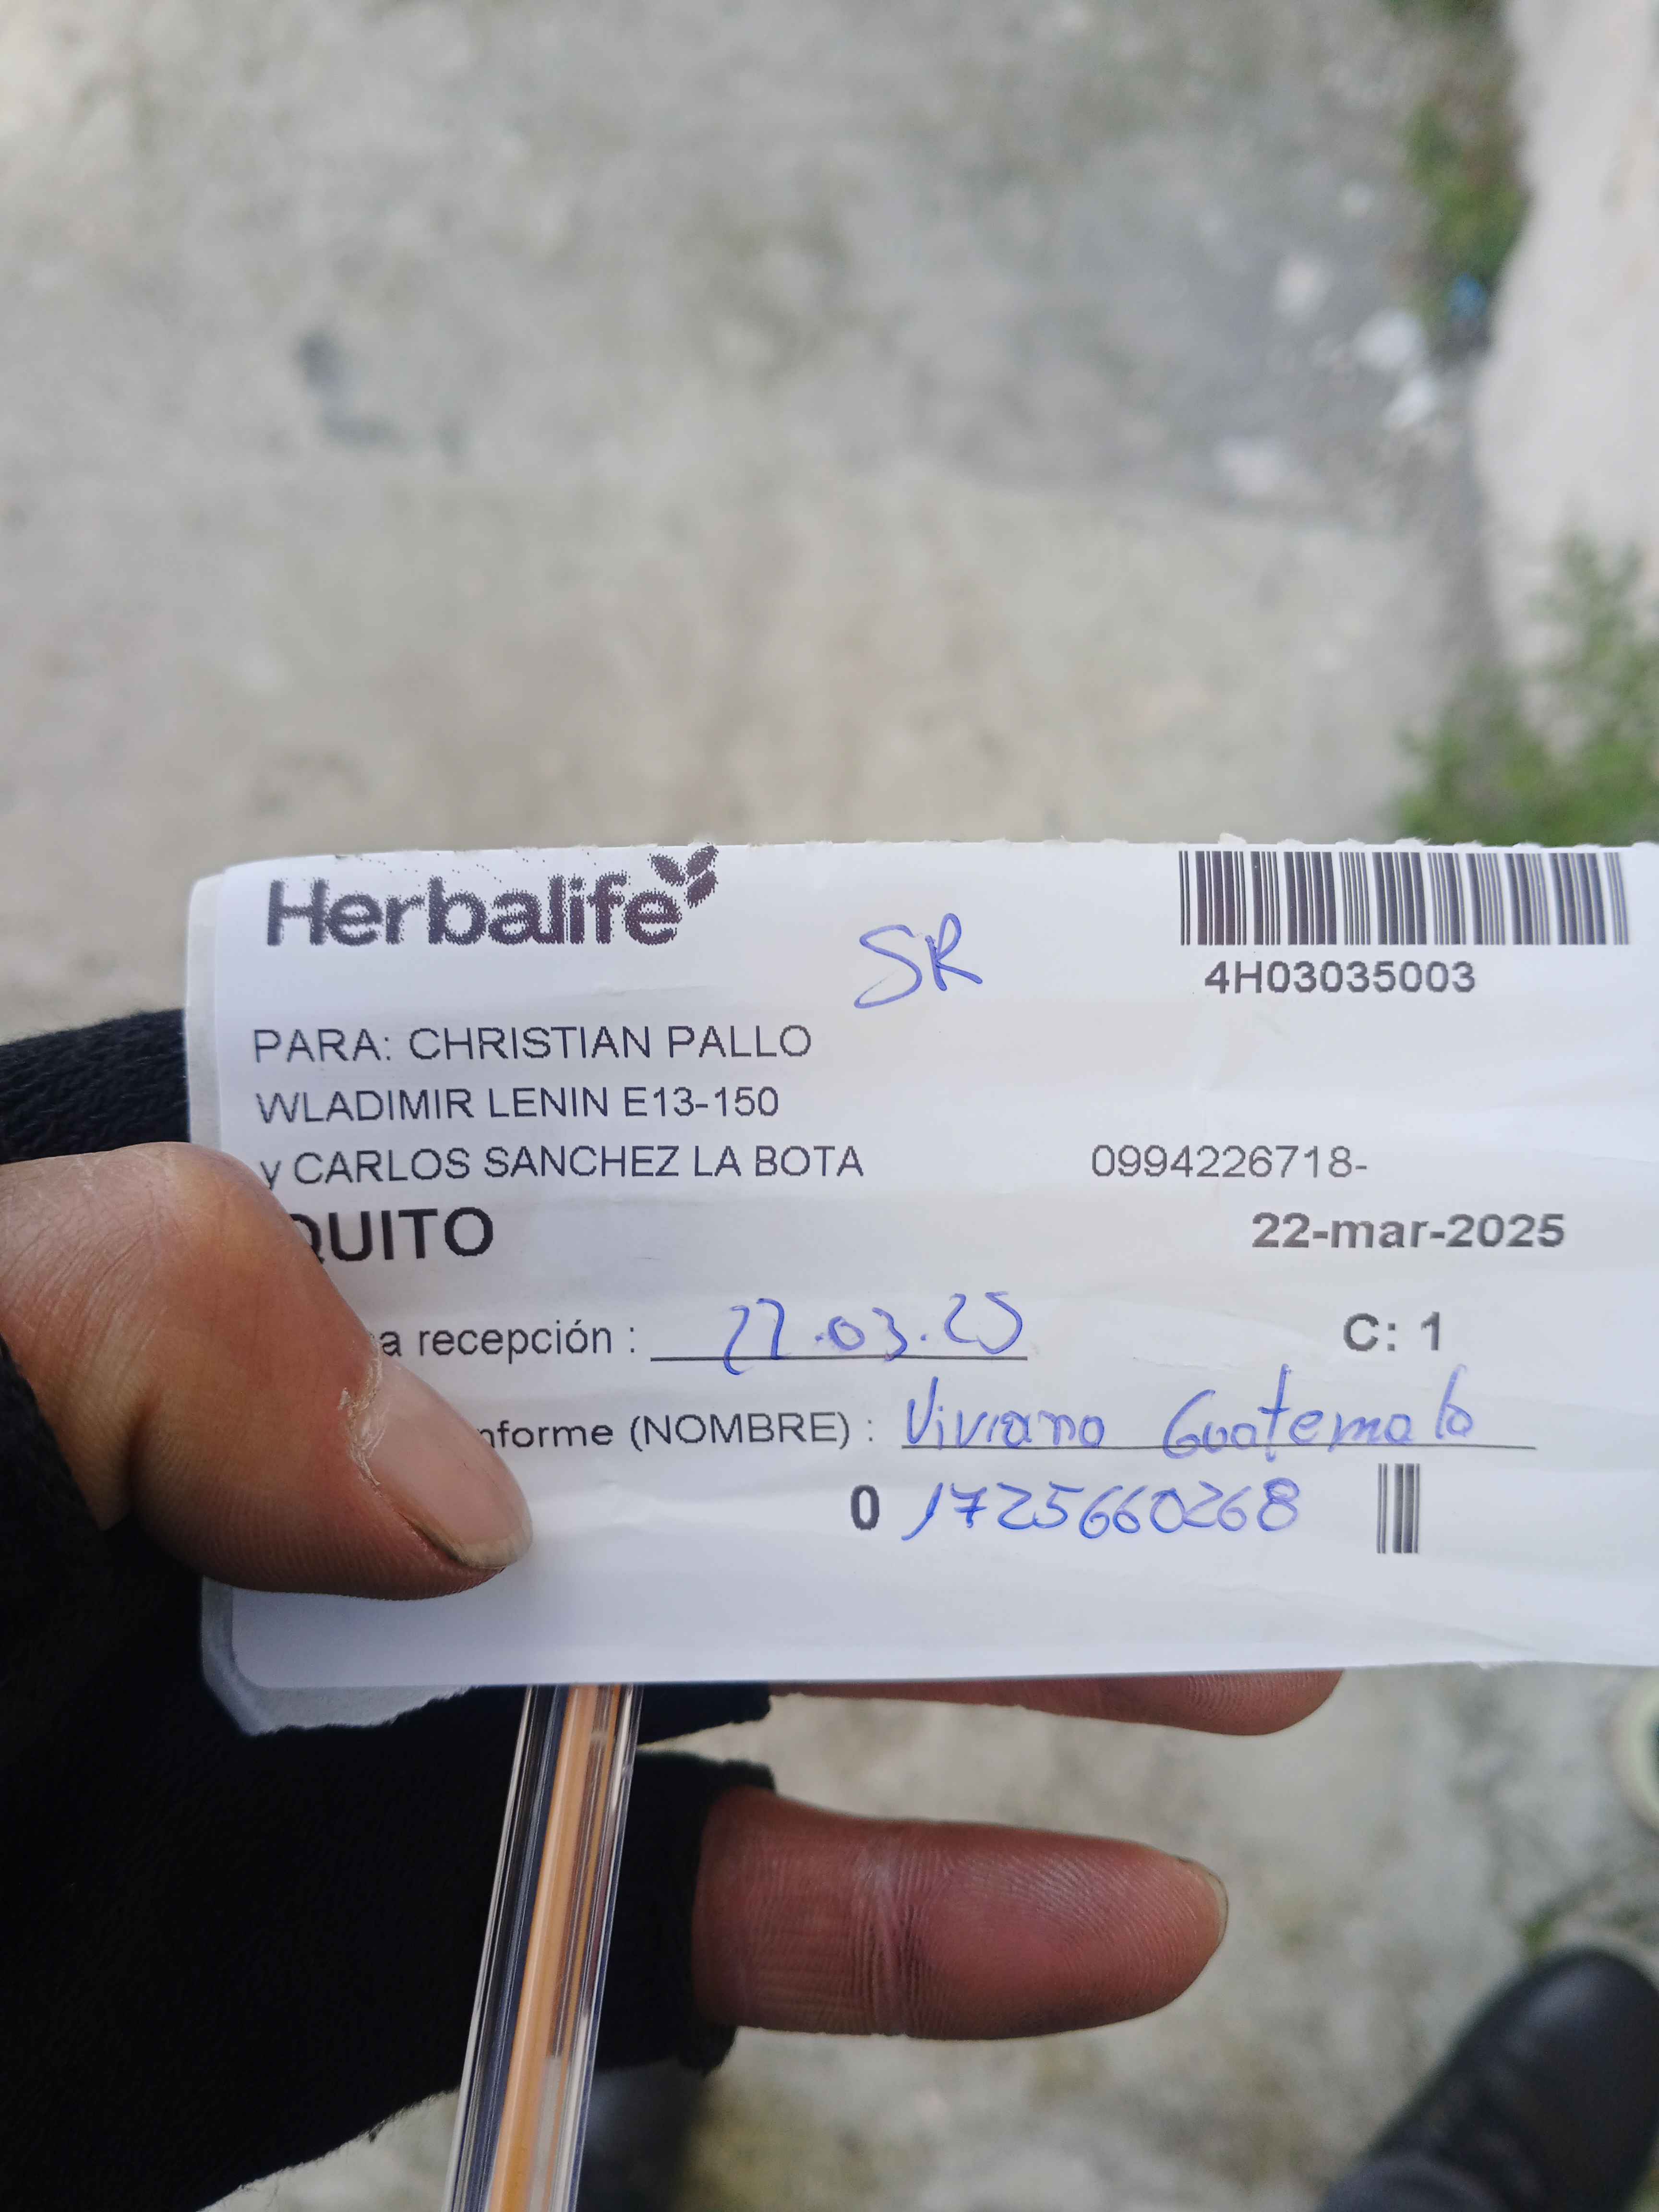 Herbalife
SR
4H03035003
PARA: CHRISTIAN PALLO
WLADIMIR LENIN E13-150
y CARLOS SANCHEZ LA BOTA 0994226718-
QUITO 22-mar-2025
a recepción : 22.03.25 C: 1
nforme (NOMBRE) : Viviana Guatemala
0 1725660268